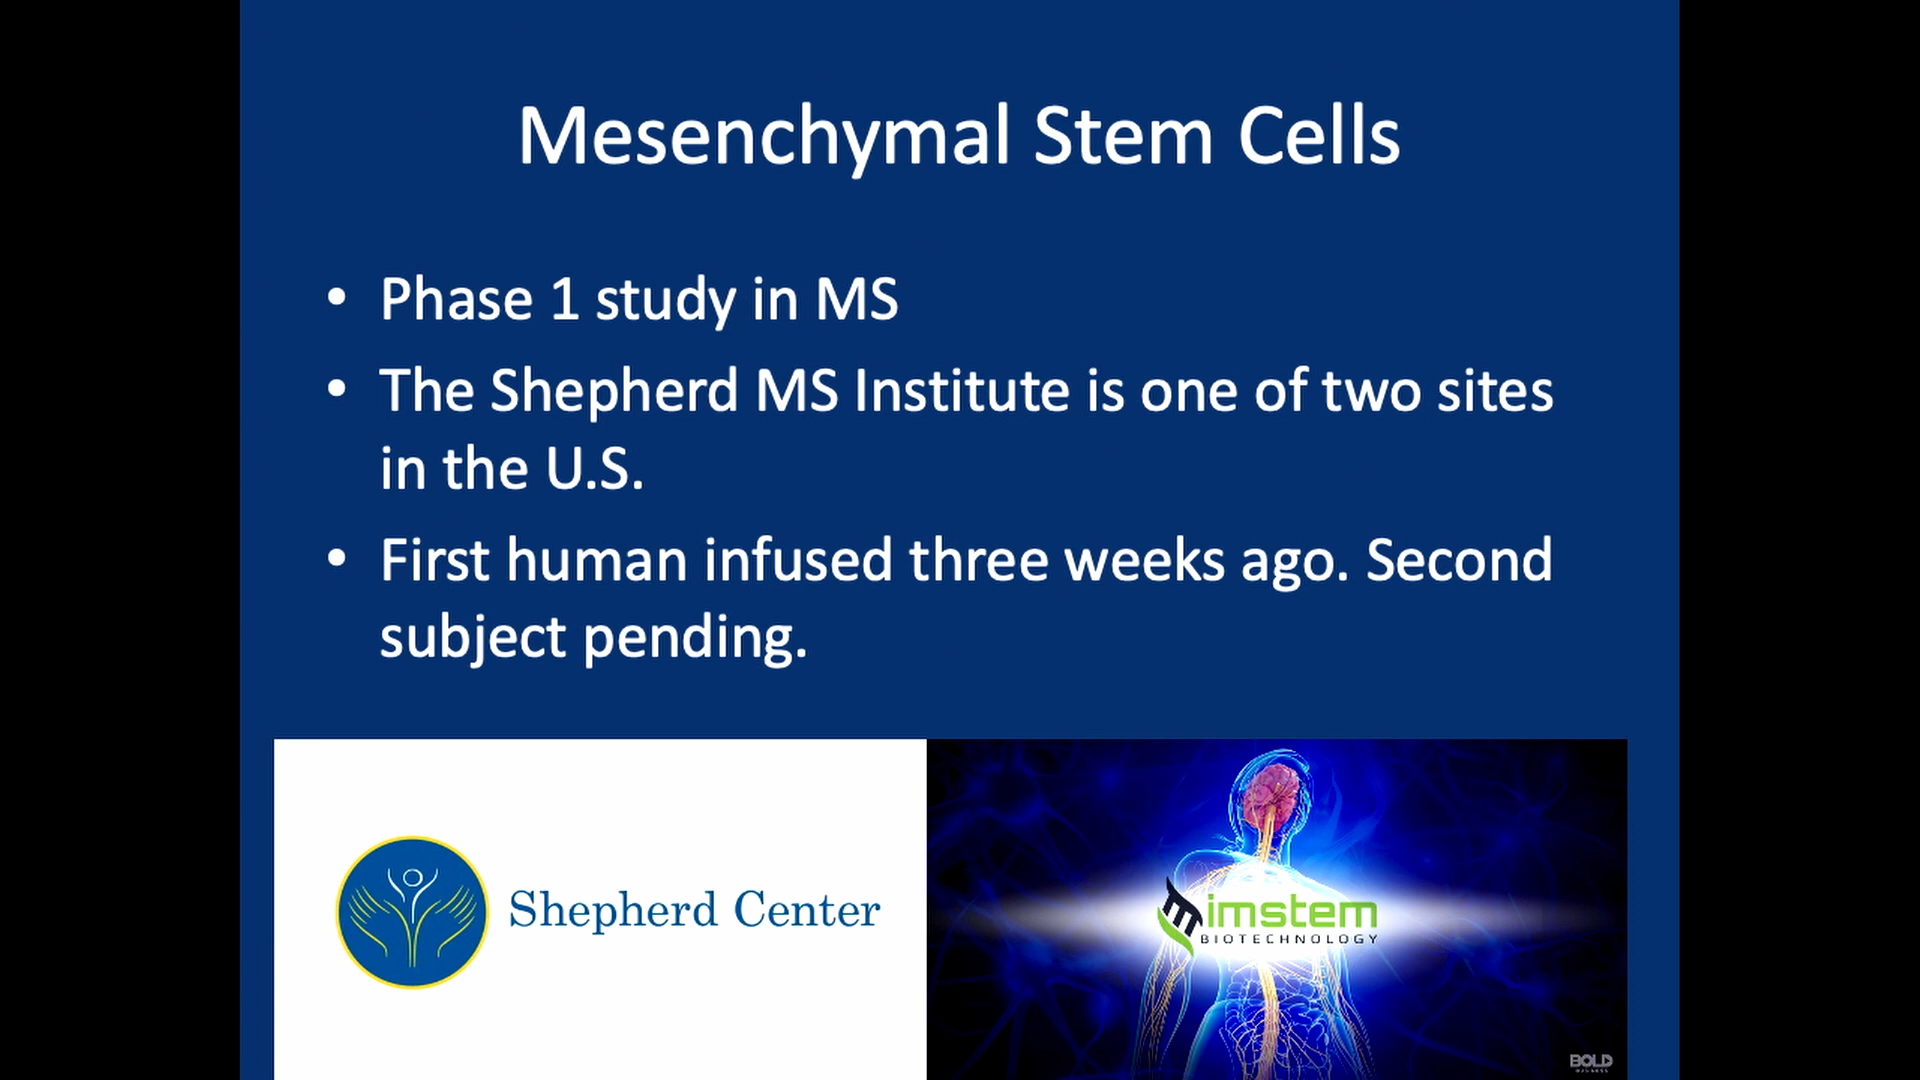 Mesenchymal Stem Cells
• Phase 1 study in MS
• The Shepherd MS Institute is one of two sites
in the U.S.
• First human infused three weeks ago. Second
subject pending.
Shepherd Center
imstem
BIOTECHNOLOGY
BOLD